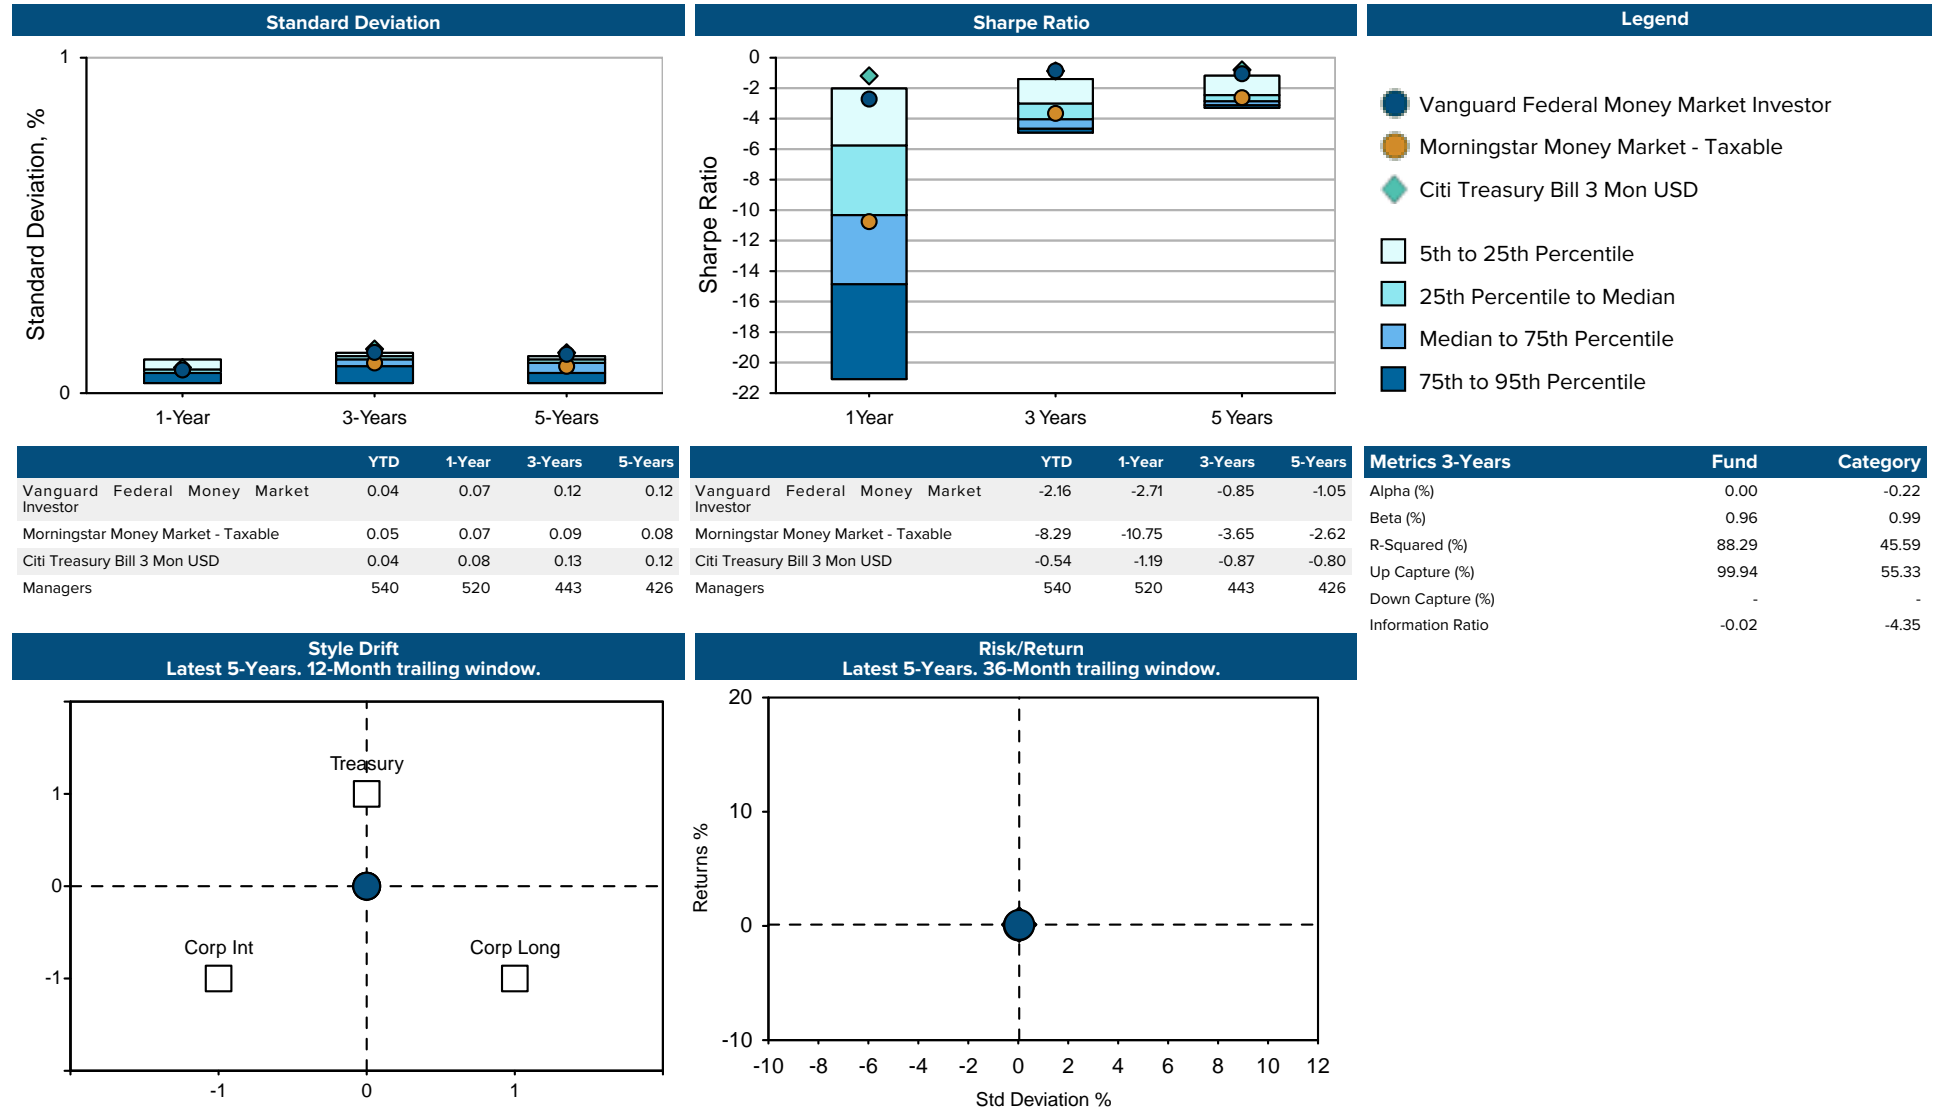 Standard Deviation
1
0
Standard Deviation, %
1-Year
3-Years
5-Years
Sharpe Ratio
0
-2
-4
-6
-8
-10
-12
-14
-16
-18
-20
-22
Sharpe Ratio
1 Year
3 Years
5 Years
Legend
Vanguard Federal Money Market Investor
Morningstar Money Market - Taxable
Citi Treasury Bill 3 Mon USD
5th to 25th Percentile
25th Percentile to Median
Median to 75th Percentile
75th to 95th Percentile
YTD 1-Year 3-Years 5-Years
Vanguard Federal Money Market Investor 0.04 0.07 0.12 0.12
Morningstar Money Market - Taxable 0.05 0.07 0.09 0.08
Citi Treasury Bill 3 Mon USD 0.04 0.08 0.13 0.12
Managers 540 520 443 426
YTD 1-Year 3-Years 5-Years
Vanguard Federal Money Market Investor -2.16 -2.71 -0.85 -1.05
Morningstar Money Market - Taxable -8.29 -10.75 -3.65 -2.62
Citi Treasury Bill 3 Mon USD -0.54 -1.19 -0.87 -0.80
Managers 540 520 443 426
Metrics 3-Years Fund Category
Alpha (%) 0.00 -0.22
Beta (%) 0.96 0.99
R-Squared (%) 88.29 45.59
Up Capture (%) 99.94 55.33
Down Capture (%) - -
Information Ratio -0.02 -4.35
Style Drift
Latest 5-Years. 12-Month trailing window.
Treasury
1
0
Corp Int Corp Long
-1
-1 0 1
Risk/Return
Latest 5-Years. 36-Month trailing window.
20
10
0
-10
Returns %
-10 -8 -6 -4 -2 0 2 4 6 8 10 12
Std Deviation %